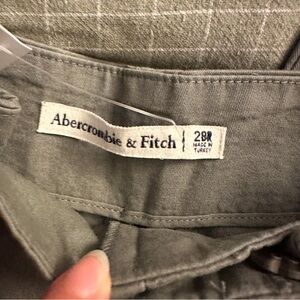 Abercrombie & Fitch
28R
MADE IN
TURKEY